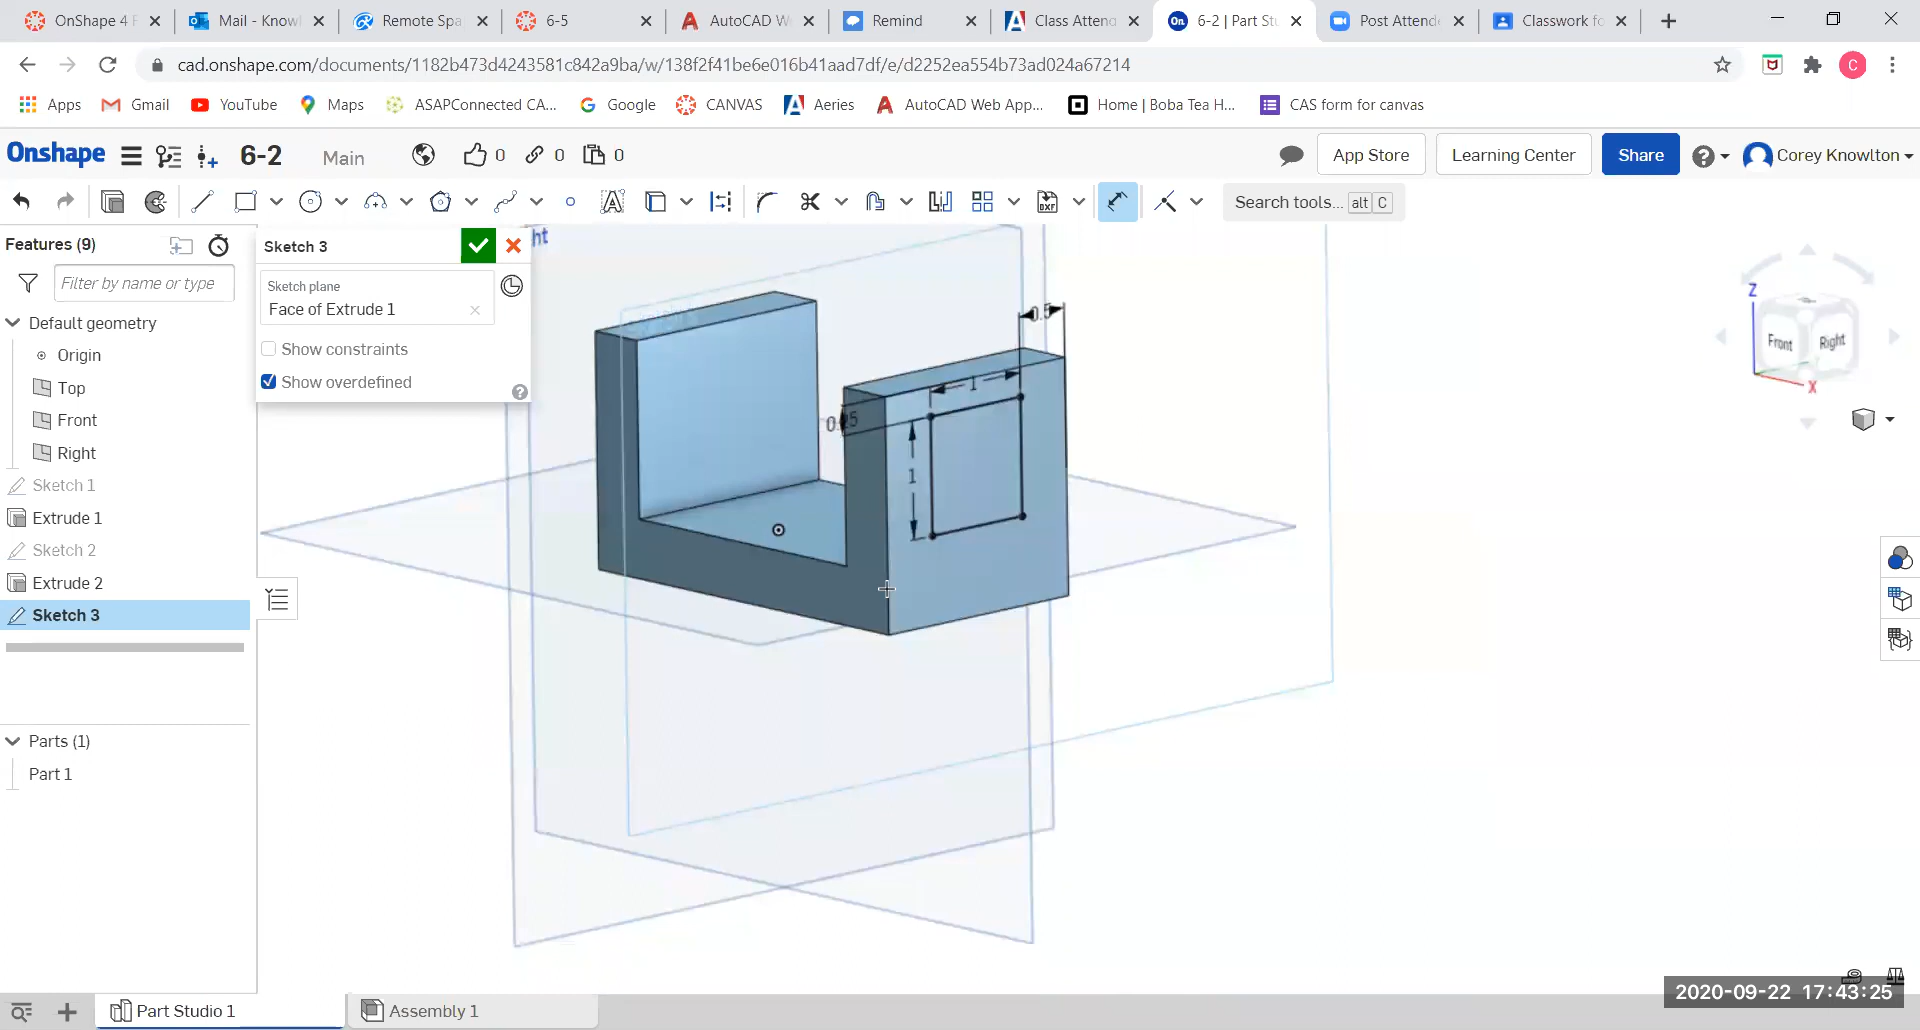 OnShape 4 F
Mail - Knowl
Remote Spa
6-5
AutoCAD W
Remind
Class Attend
6-2 | Part Stu
Post Attende
Classwork fo
cad.onshape.com/documents/1182b473d4243581c842a9ba/w/138f2f41be6e016b41aad7df/e/d2252ea554b73ad024a67214
C
Apps
Gmail
YouTube
Maps
ASAPConnected CA...
Google
CANVAS
Aeries
AutoCAD Web App...
Home | Boba Tea H...
CAS form for canvas
Onshape
6-2
Main
0
0
0
App Store
Learning Center
Share
Corey Knowlton
Search tools... alt C
Features (9)
Filter by name or type
Default geometry
Origin
Top
Front
Right
Sketch 1
Extrude 1
Sketch 2
Extrude 2
Sketch 3
Parts (1)
Part 1
Sketch 3
Sketch plane
Face of Extrude 1
Show constraints
Show overdefined
ht
0.5
1
1
Z
Front
Right
X
Part Studio 1
Assembly 1
2020-09-22 17:43:25